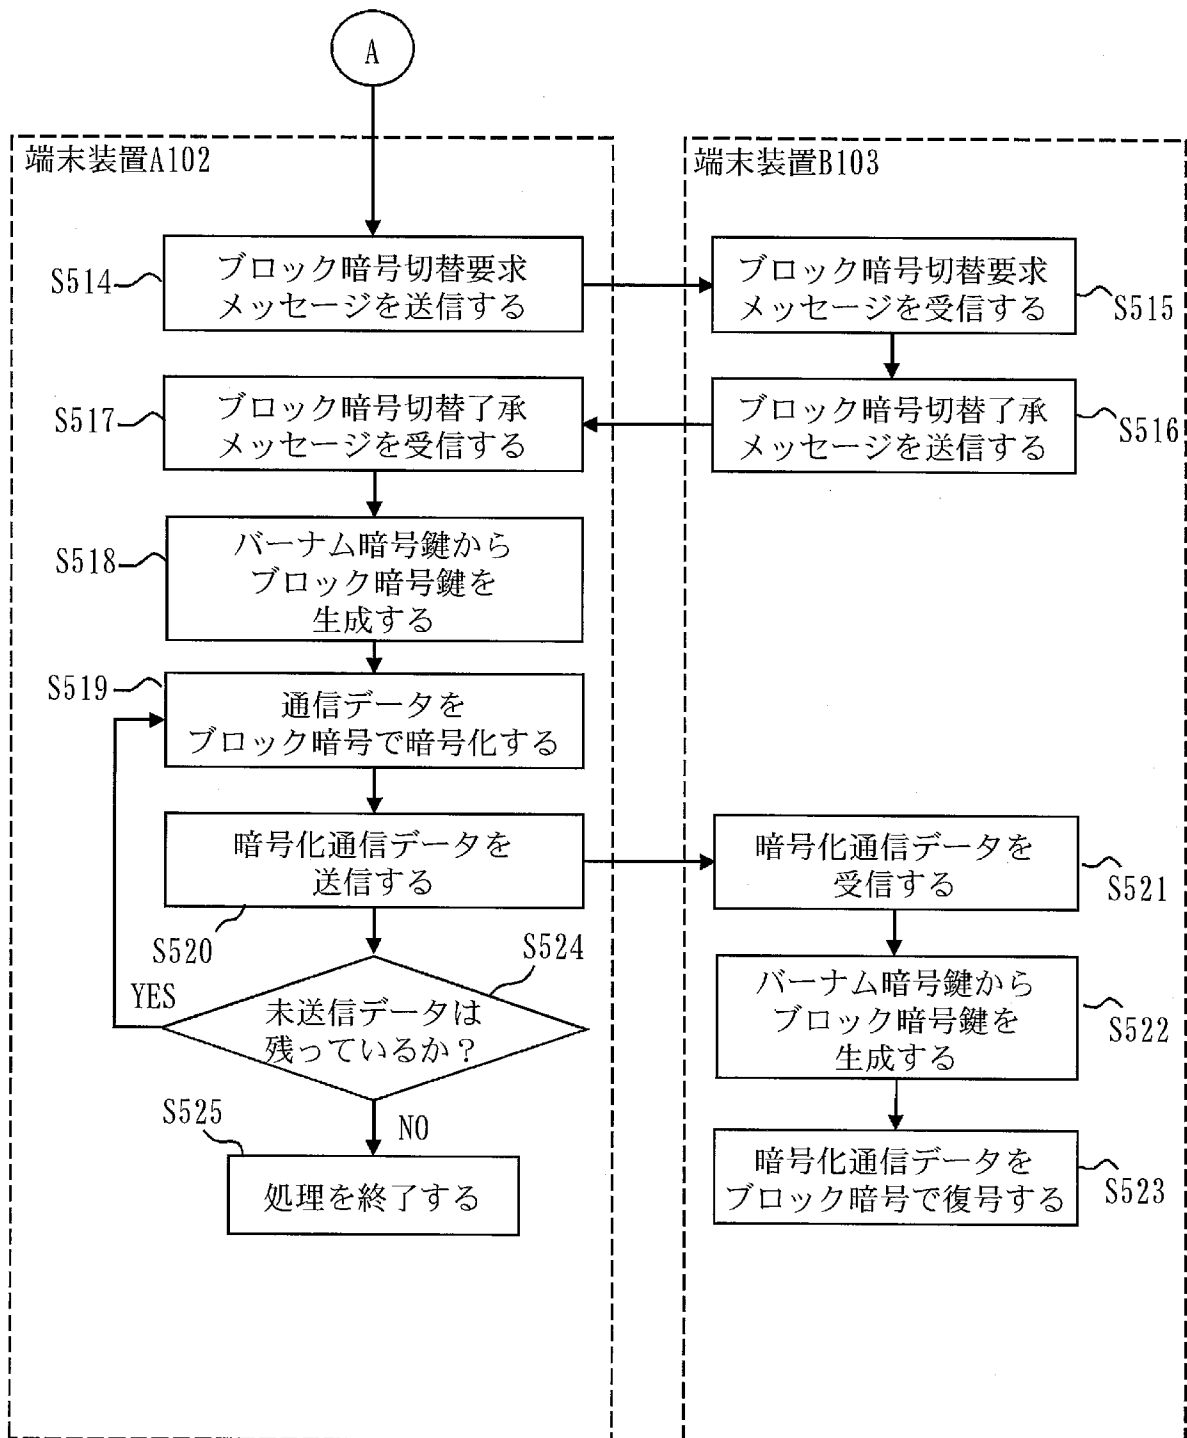 A
端末装置A102
端末装置B103
S514
ブロック暗号切替要求
メッセージを送信する
ブロック暗号切替要求
メッセージを受信する
S515
S517
ブロック暗号切替了承
メッセージを受信する
ブロック暗号切替了承
メッセージを送信する
S516
S518
バーナム暗号鍵から
ブロック暗号鍵を
生成する
S519
通信データを
ブロック暗号で暗号化する
暗号化通信データを
送信する
S520
暗号化通信データを
受信する
S521
S524
YES
未送信データは
残っているか？
バーナム暗号鍵から
ブロック暗号鍵を
生成する
S522
S525
NO
処理を終了する
暗号化通信データを
ブロック暗号で復号する
S523